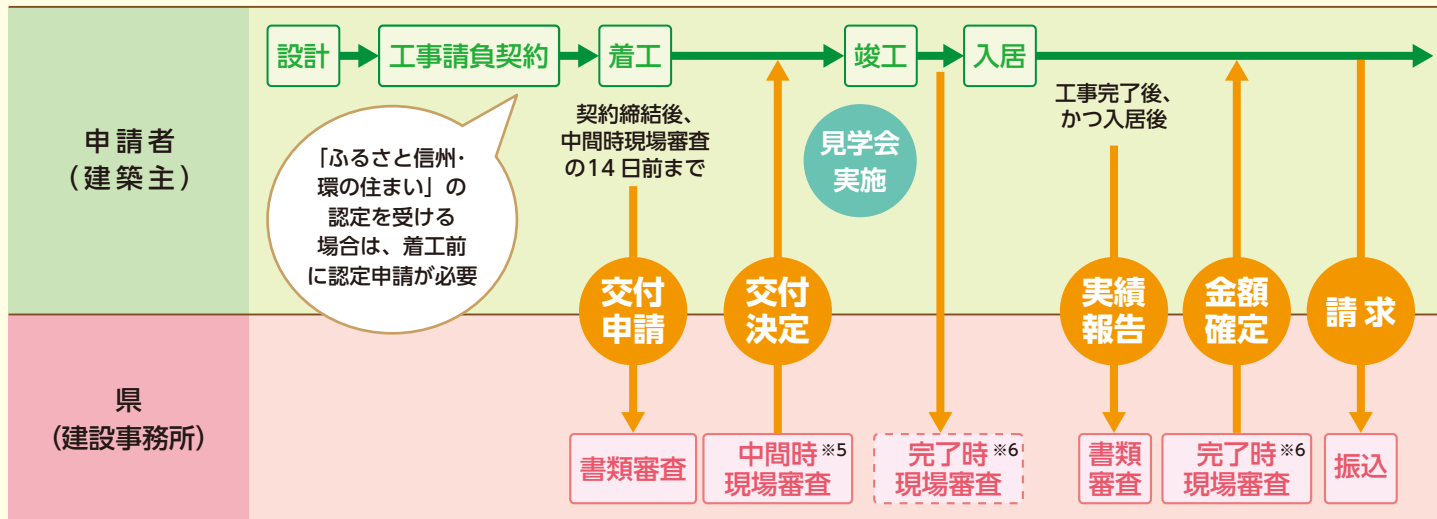 設計
工事請負契約
着工
竣工
入居
申請者
（建築主）
「ふるさと信州・
環の住まい」の
認定を受ける
場合は、着工前
に認定申請が必要
契約締結後、
中間時現場審査
の14日前まで
見学会
実施
工事完了後、
かつ入居後
交付
申請
交付
決定
実績
報告
金額
確定
請求
県
（建設事務所）
書類審査
中間時※5
現場審査
完了時※6
現場審査
書類
審査
完了時※6
現場審査
振込